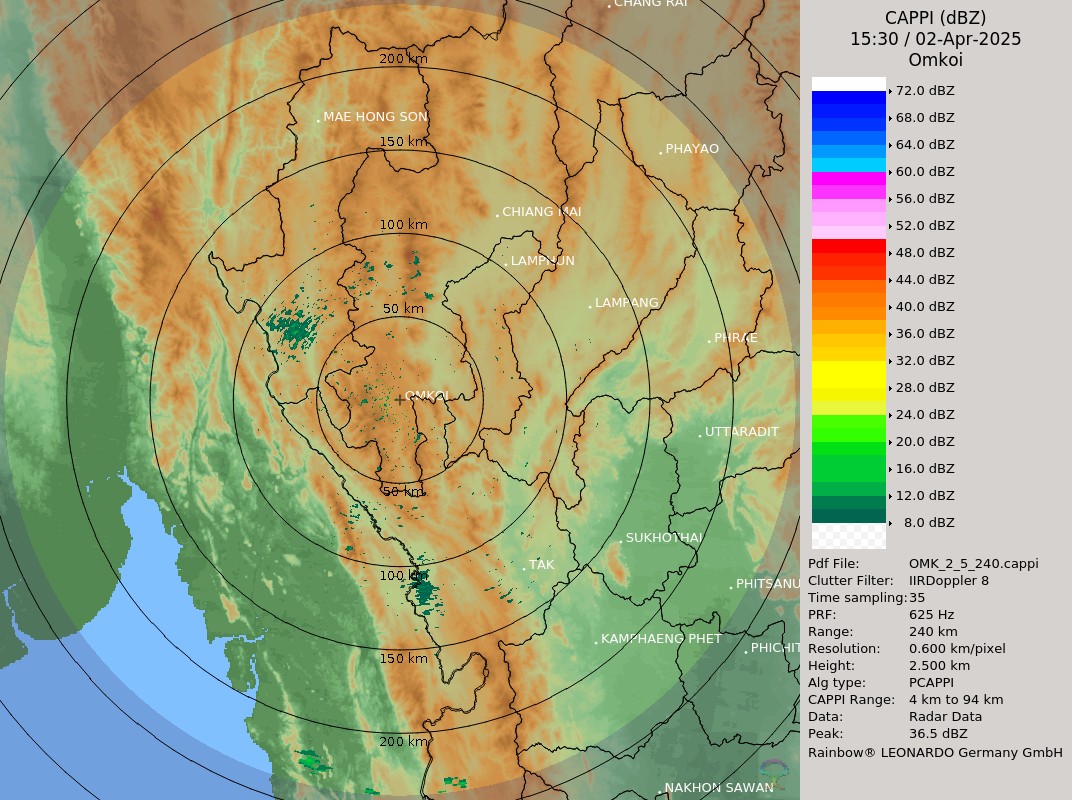 CHANG RAI
200 km
MAE HONG SON
150 km
PHAYAO
CHIANG MAI
100 km
LAMPHUN
LAMPANG
50 km
PHRAE
OMKOI
UTTARADIT
50 km
SUKHOTHAI
TAK
100 km
PHITSANU
KAMPHAENG PHET
PHICHIT
150 km
200 km
NAKHON SAWAN
CAPPI (dBZ)
15:30 / 02-Apr-2025
Omkoi
72.0 dBZ
68.0 dBZ
64.0 dBZ
60.0 dBZ
56.0 dBZ
52.0 dBZ
48.0 dBZ
44.0 dBZ
40.0 dBZ
36.0 dBZ
32.0 dBZ
28.0 dBZ
24.0 dBZ
20.0 dBZ
16.0 dBZ
12.0 dBZ
8.0 dBZ
Pdf File: OMK_2_5_240.cappi
Clutter Filter: IIRDoppler 8
Time sampling:35
PRF: 625 Hz
Range: 240 km
Resolution: 0.600 km/pixel
Height: 2.500 km
Alg type: PCAPPI
CAPPI Range: 4 km to 94 km
Data: Radar Data
Peak: 36.5 dBZ
Rainbow® LEONARDO Germany GmbH